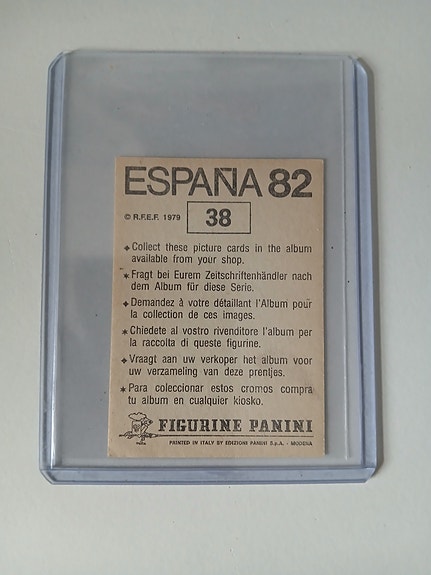 ESPAÑA 82
© R.F.E.F. 1979 38
Collect these picture cards in the album
available from your shop.
Fragt bei Eurem Zeitschriftenhändler nach
dem Album für diese Serie.
Demandez à votre détaillant l'Album pour
la collection de ces images.
Chiedete al vostro rivenditore l'album per
la raccolta di queste figurine.
Vraagt aan uw verkoper het album voor
uw verzameling van deze prentjes.
Para coleccionar estos cromos compra
tu album en cualquier kiosko.
FIGURINE PANINI
PRINTED IN ITALY BY EDIZIONI PANINI S.p.A. - MODENA